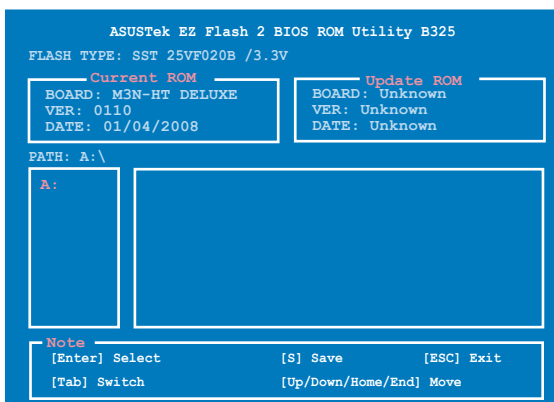 ASUSTek EZ Flash 2 BIOS ROM Utility B325
FLASH TYPE: SST 25VF020B /3.3V
Current ROM
BOARD: M3N-HT DELUXE
VER: 0110
DATE: 01/04/2008
Update ROM
BOARD: Unknown
VER: Unknown
DATE: Unknown
PATH: A:\
A:
Note
[Enter] Select [S] Save [ESC] Exit
[Tab] Switch [Up/Down/Home/End] Move